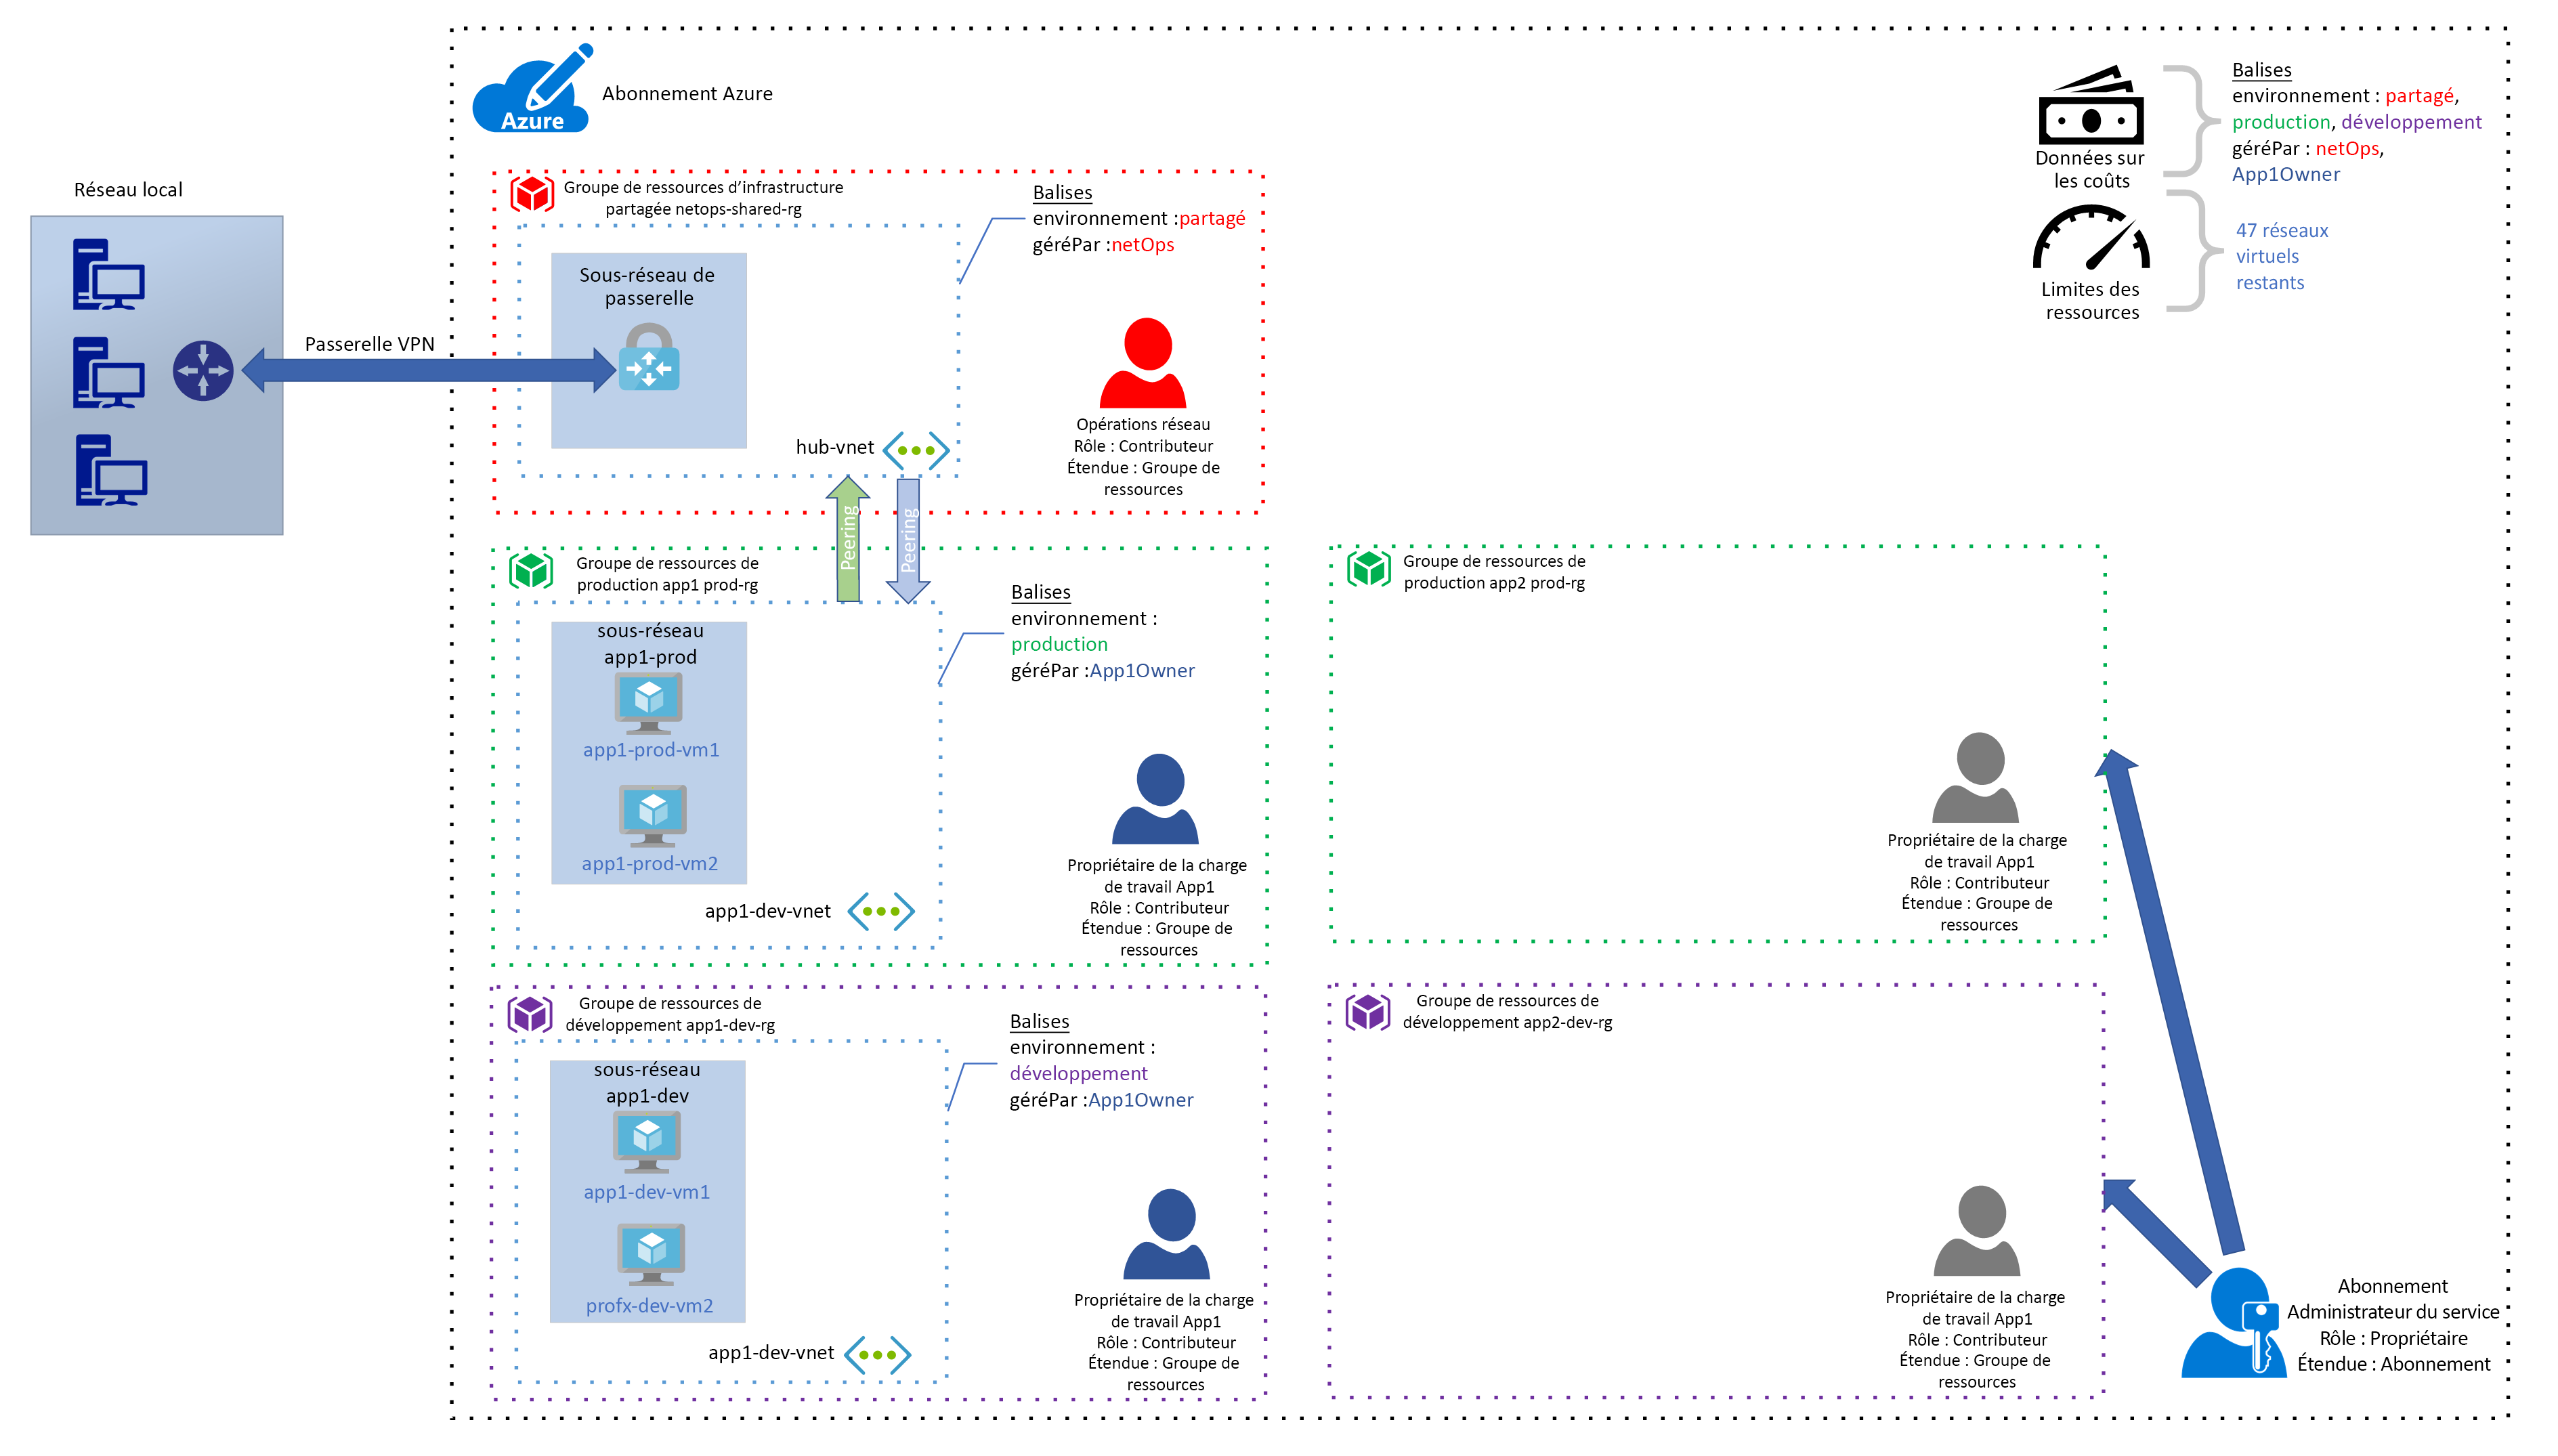 Azure
Abonnement Azure
Données sur
les coûts
Balises
environnement : partagé,
production, développement
géréPar : netOps,
App1Owner
Limites des
ressources
47 réseaux
virtuels
restants
Réseau local
Passerelle VPN
Groupe de ressources d'infrastructure
partagée netops-shared-rg
Sous-réseau de
passerelle
hub-vnet
Balises
environnement :partagé
géréPar :netOps
Opérations réseau
Rôle : Contributeur
Étendue : Groupe de
ressources
Peering
Peering
Groupe de ressources de
production app1 prod-rg
sous-réseau
app1-prod
app1-prod-vm1
app1-prod-vm2
app1-dev-vnet
Balises
environnement :
production
géréPar :App1Owner
Propriétaire de la charge
de travail App1
Rôle : Contributeur
Étendue : Groupe de
ressources
Groupe de ressources de
production app2 prod-rg
Propriétaire de la charge
de travail App1
Rôle : Contributeur
Étendue : Groupe de
ressources
Groupe de ressources de
développement app1-dev-rg
sous-réseau
app1-dev
app1-dev-vm1
profx-dev-vm2
app1-dev-vnet
Balises
environnement :
développement
géréPar :App1Owner
Propriétaire de la charge
de travail App1
Rôle : Contributeur
Étendue : Groupe de
ressources
Groupe de ressources de
développement app2-dev-rg
Propriétaire de la charge
de travail App1
Rôle : Contributeur
Étendue : Groupe de
ressources
Abonnement
Administrateur du service
Rôle : Propriétaire
Étendue : Abonnement